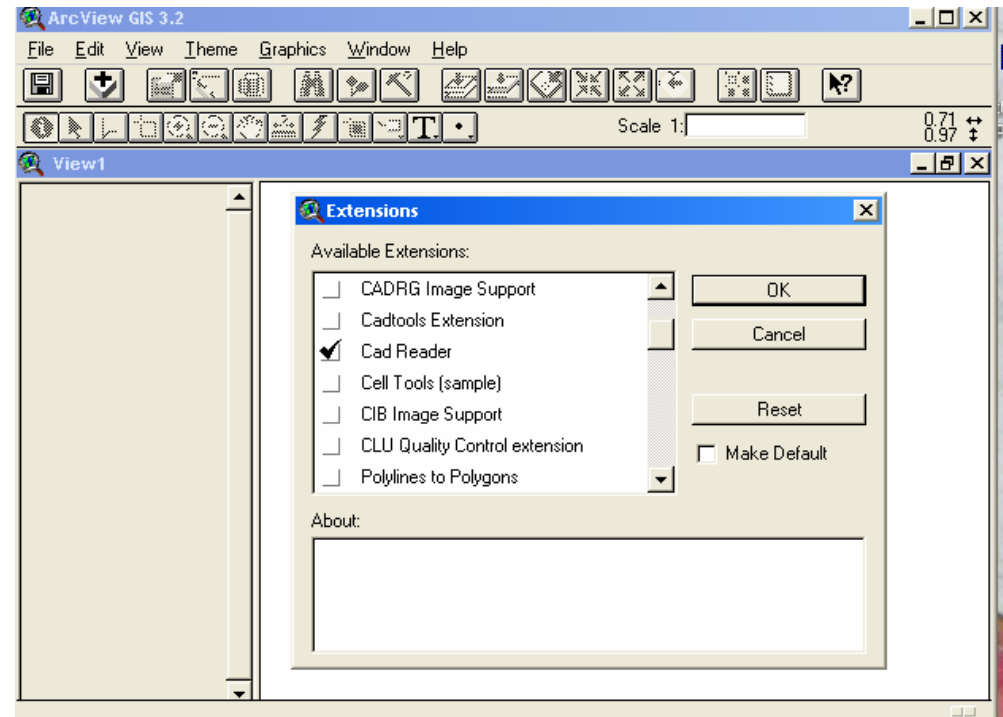 ArcView GIS 3.2
File Edit View Theme Graphics Window Help
T.
Scale 1:
0.71
0.97
View1
Extensions
Available Extensions:
CADRG Image Support
Cadtools Extension
Cad Reader
Cell Tools (sample)
CIB Image Support
CLU Quality Control extension
Polylines to Polygons
OK
Cancel
Reset
Make Default
About: